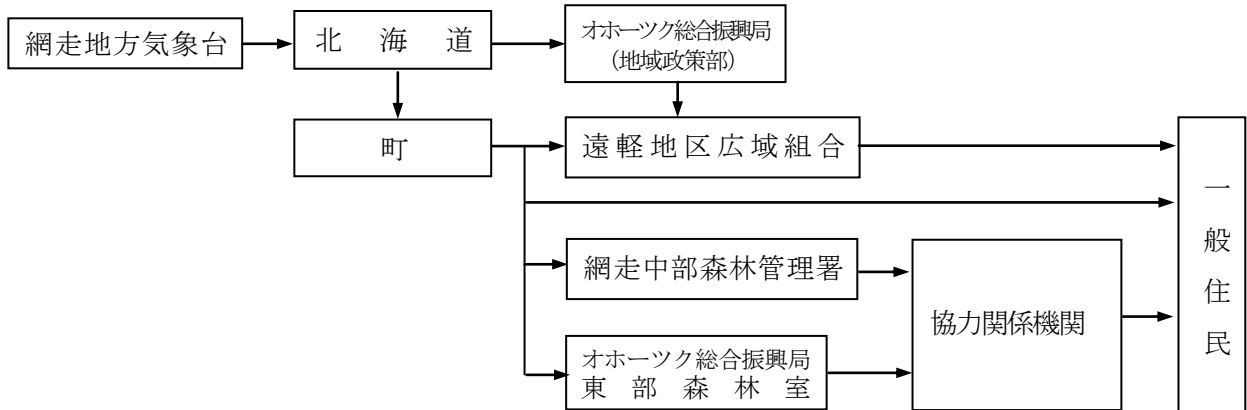 網走地方気象台
北海道
オホーツク総合振興局
（地域政策部）
町
遠軽地区広域組合
網走中部森林管理署
オホーツク総合振興局
東部森林室
協力関係機関
一般住民